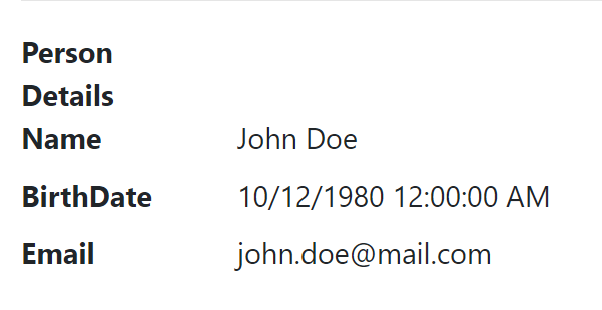 Person
Details
Name John Doe
BirthDate 10/12/1980 12:00:00 AM
Email john.doe@mail.com